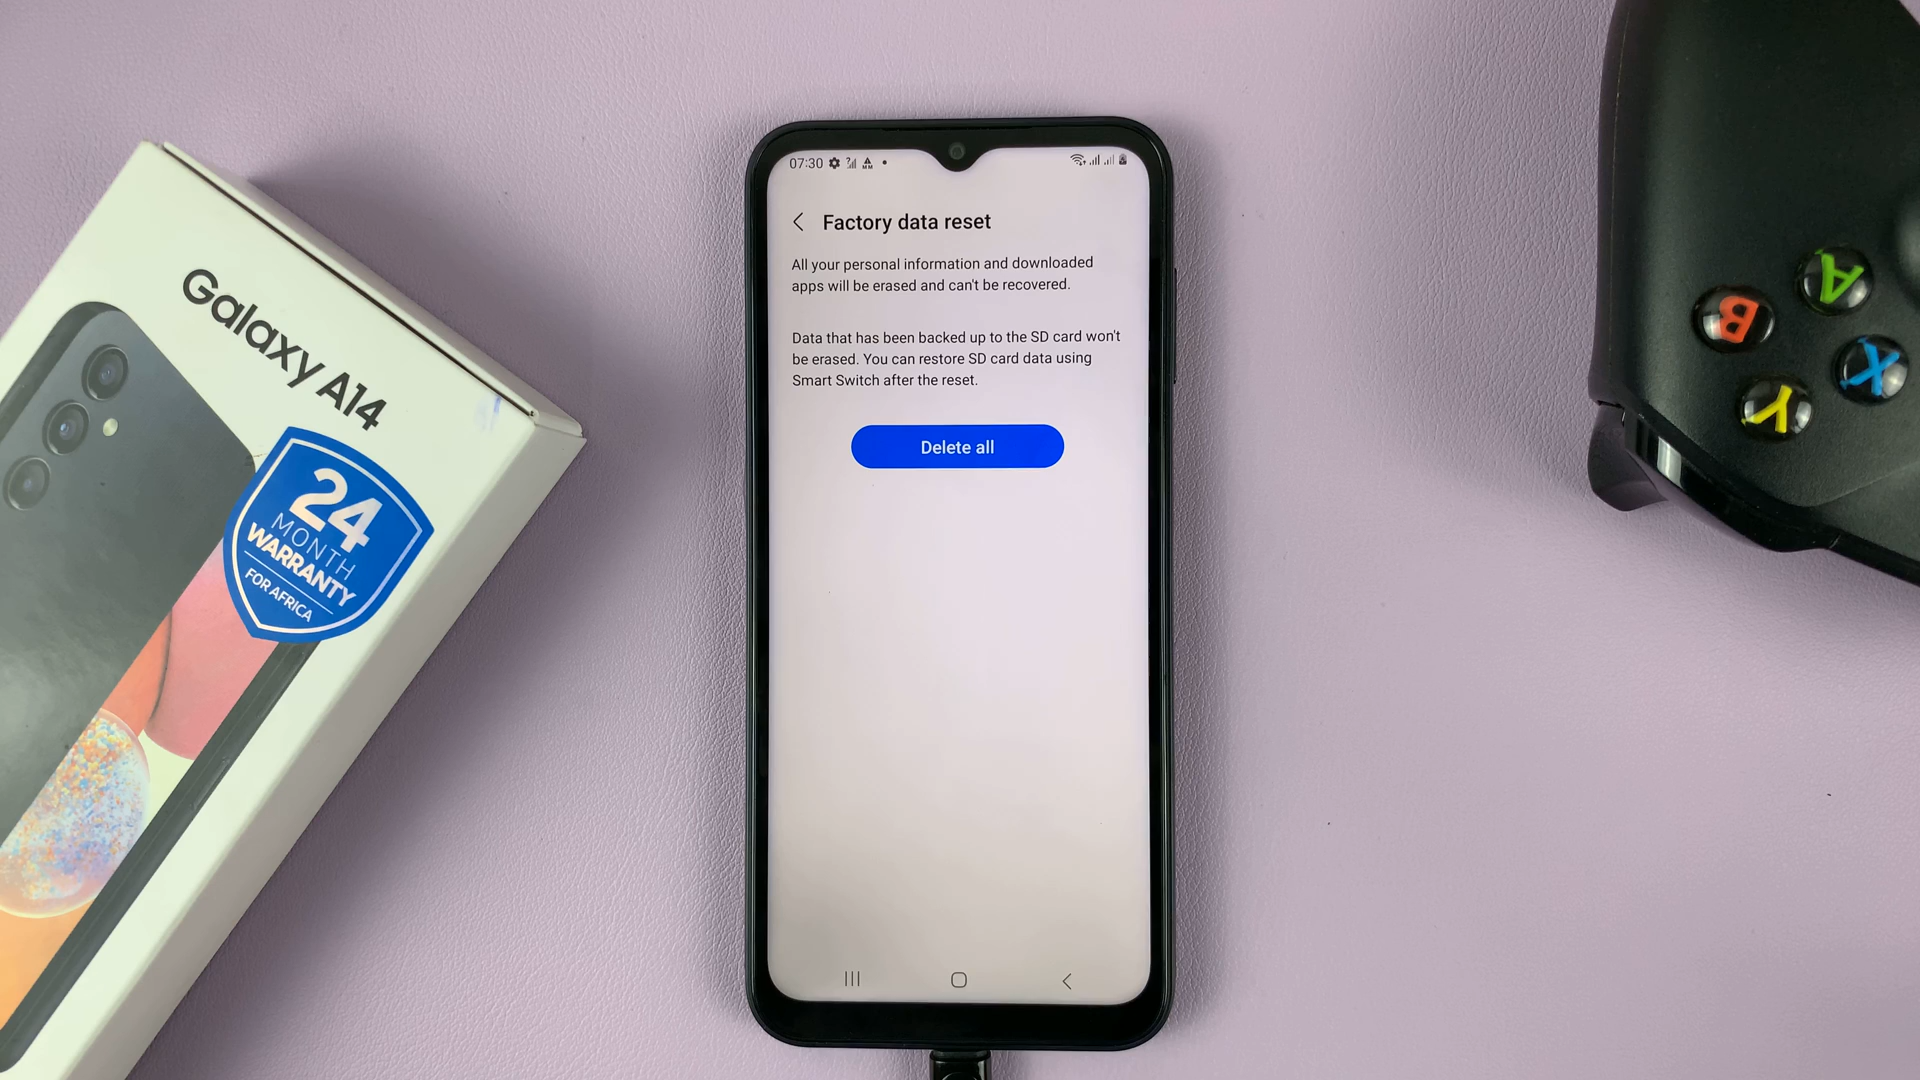 Galaxy A14
24
MONTH
WARRANTY
FOR AFRICA
07:30
Factory data reset
All your personal information and downloaded
apps will be erased and can't be recovered.
Data that has been backed up to the SD card won't
be erased. You can restore SD card data using
Smart Switch after the reset.
Delete all
A
B
X
Y